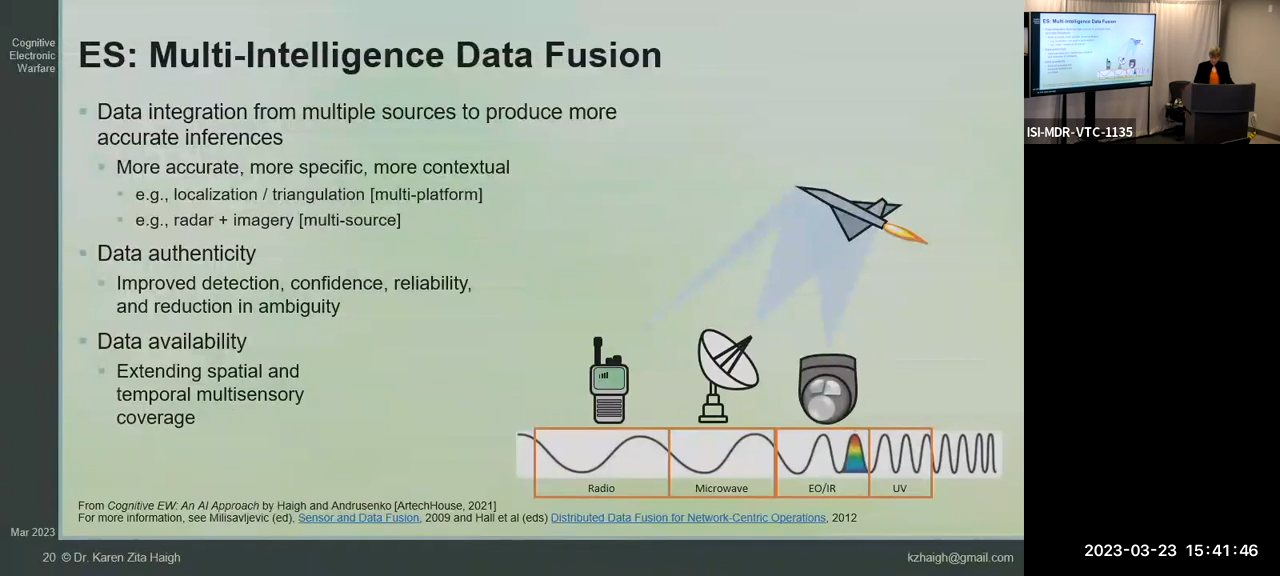 Cognitive
Electronic
Warfare
ES: Multi-Intelligence Data Fusion
Data integration from multiple sources to produce more
accurate inferences
More accurate, more specific, more contextual
e.g., localization / triangulation [multi-platform]
e.g., radar + imagery [multi-source]
Data authenticity
Improved detection, confidence, reliability,
and reduction in ambiguity
Data availability
Extending spatial and
temporal multisensory
coverage
Radio
Microwave
EO/IR
UV
From Cognitive EW: An AI Approach by Haigh and Andrusenko [ArtechHouse, 2021]
For more information, see Milisavljevic (ed). Sensor and Data Fusion, 2009 and Hall et al (eds) Distributed Data Fusion for Network-Centric Operations, 2012
Mar 2023
20 © Dr. Karen Zita Haigh
kzhaigh@gmail.com
ES: Multi-Intelligence Data Fusion
ISI-MDR-VTC-1135
2023-03-23 15:41:46